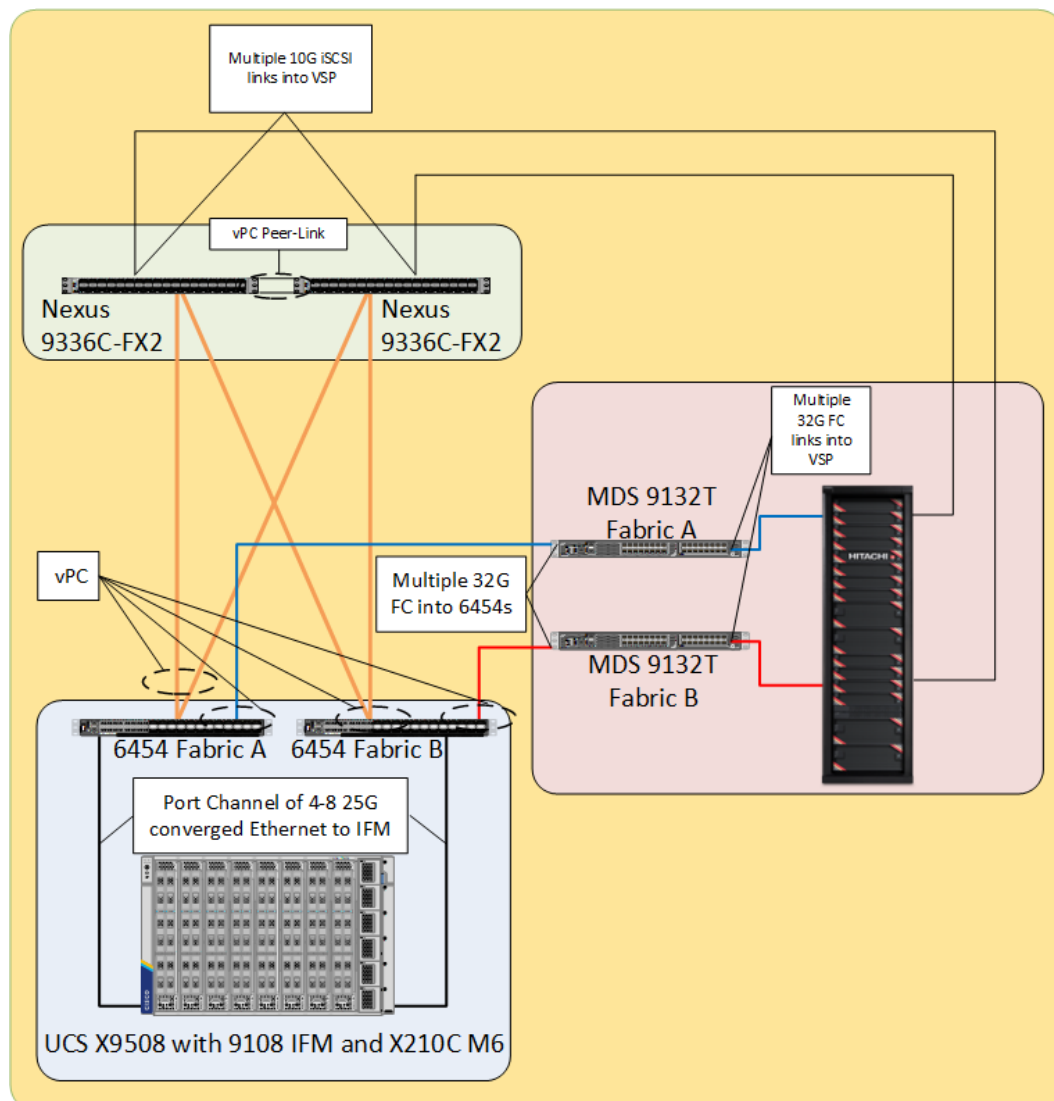 Multiple 10G iSCSI
links into VSP
vPC Peer-Link
Nexus
9336C-FX2
Nexus
9336C-FX2
Multiple
32G FC
links into
VSP
MDS 9132T
Fabric A
HITACHI
vPC
Multiple 32G
FC into 6454s
MDS 9132T
Fabric B
6454 Fabric A
6454 Fabric B
Port Channel of 4-8 25G
converged Ethernet to IFM
CISCO
UCS X9508 with 9108 IFM and X210C M6